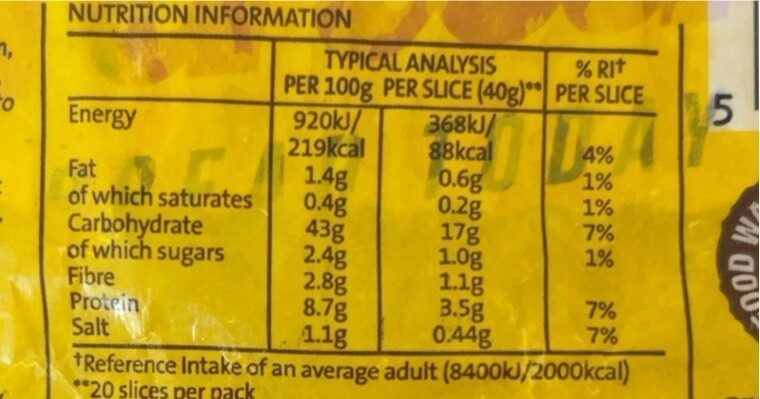 NUTRITION INFORMATION
TYPICAL ANALYSIS
% RI†
PER 100g PER SLICE (40g)** PER SLICE
Energy 920kJ/ 368kJ/
219kcal 88kcal 4%
Fat 1.4g 0.6g 1%
of which saturates 0.4g 0.2g 1%
Carbohydrate 43g 17g 7%
of which sugars 2.4g 1.0g 1%
Fibre 2.8g 1.1g
Protein 8.7g 3.5g 7%
Salt 1.1g 0.44g 7%
†Reference Intake of an average adult (8400kJ/2000kcal)
**20 slices per pack
5